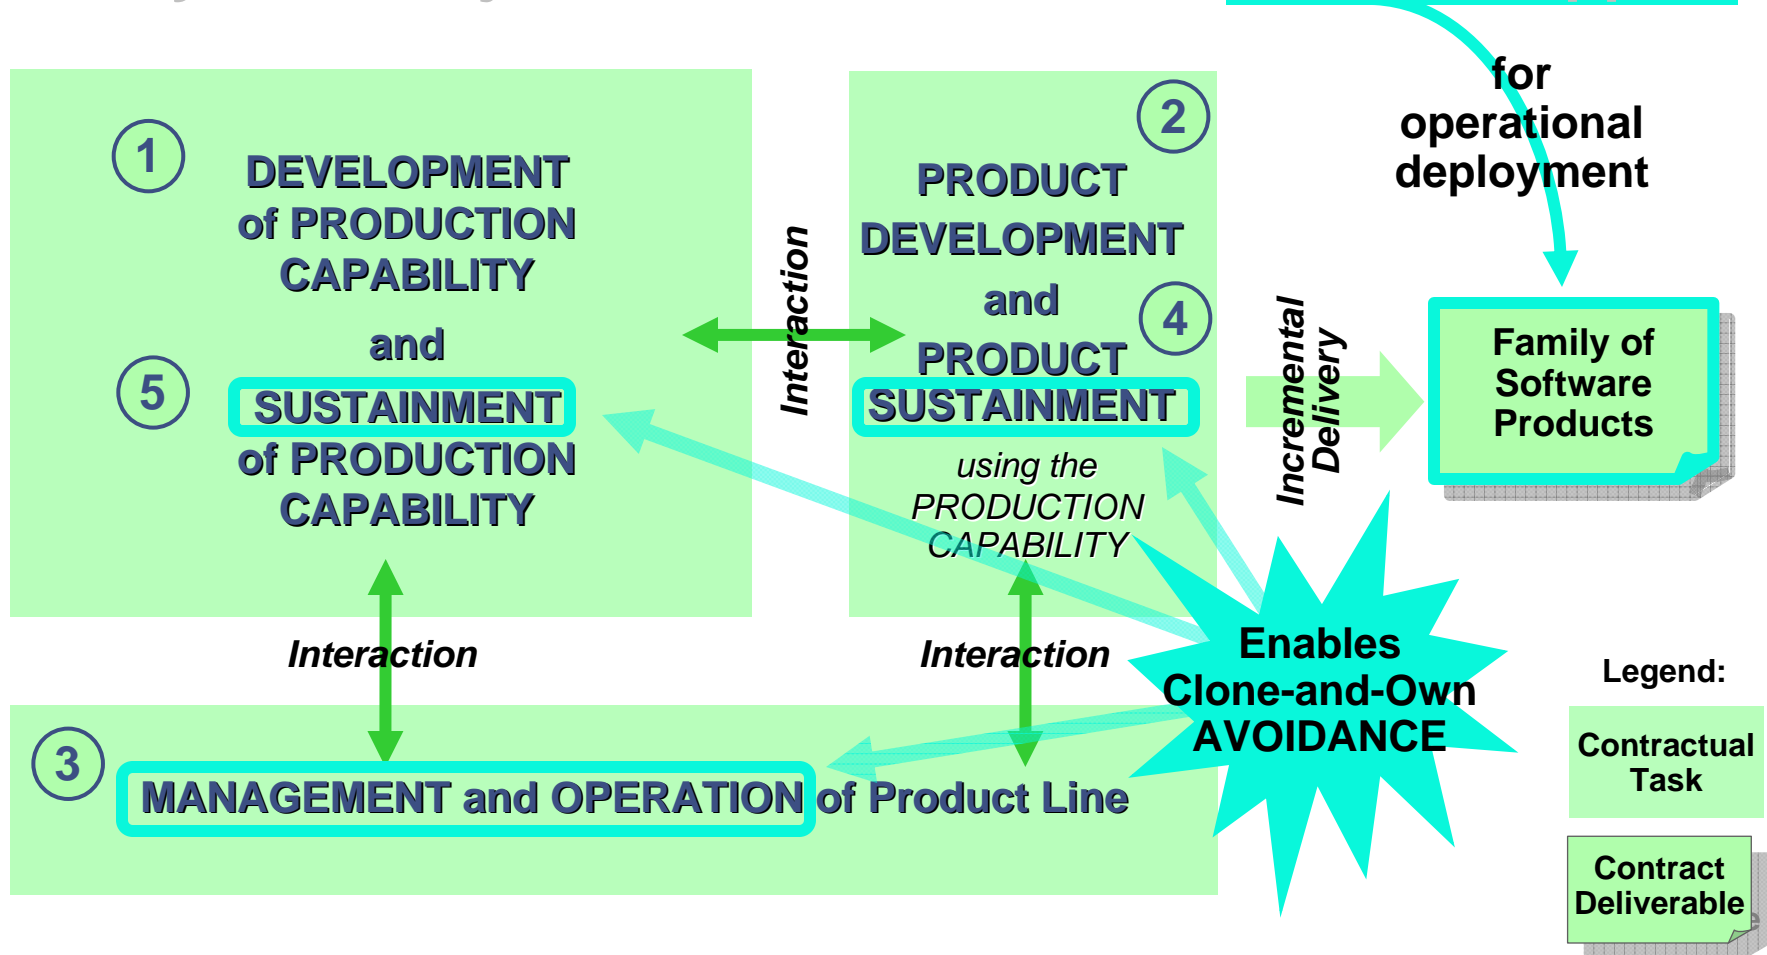 for
operational
deployment
1
DEVELOPMENT
of PRODUCTION
CAPABILITY
and
5
SUSTAINMENT
of PRODUCTION
CAPABILITY
Interaction
2
PRODUCT
DEVELOPMENT
and
4
PRODUCT
SUSTAINMENT
using the
PRODUCTION
CAPABILITY
Incremental
Delivery
Family of
Software
Products
Interaction
Interaction
Enables
Clone-and-Own
AVOIDANCE
3
MANAGEMENT and OPERATION of Product Line
Legend:
Contractual
Task
Contract
Deliverable